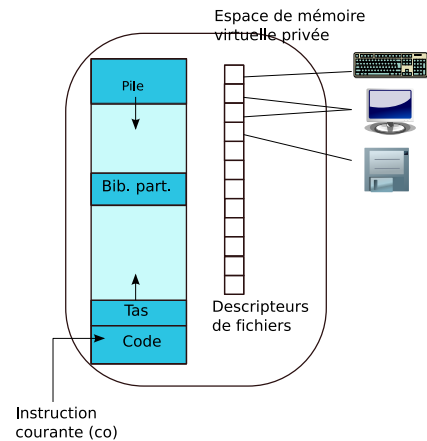 Espace de mémoire
virtuelle privée
Pile
Bib. part.
Tas
Code
Descripteurs
de fichiers
Instruction
courante (co)